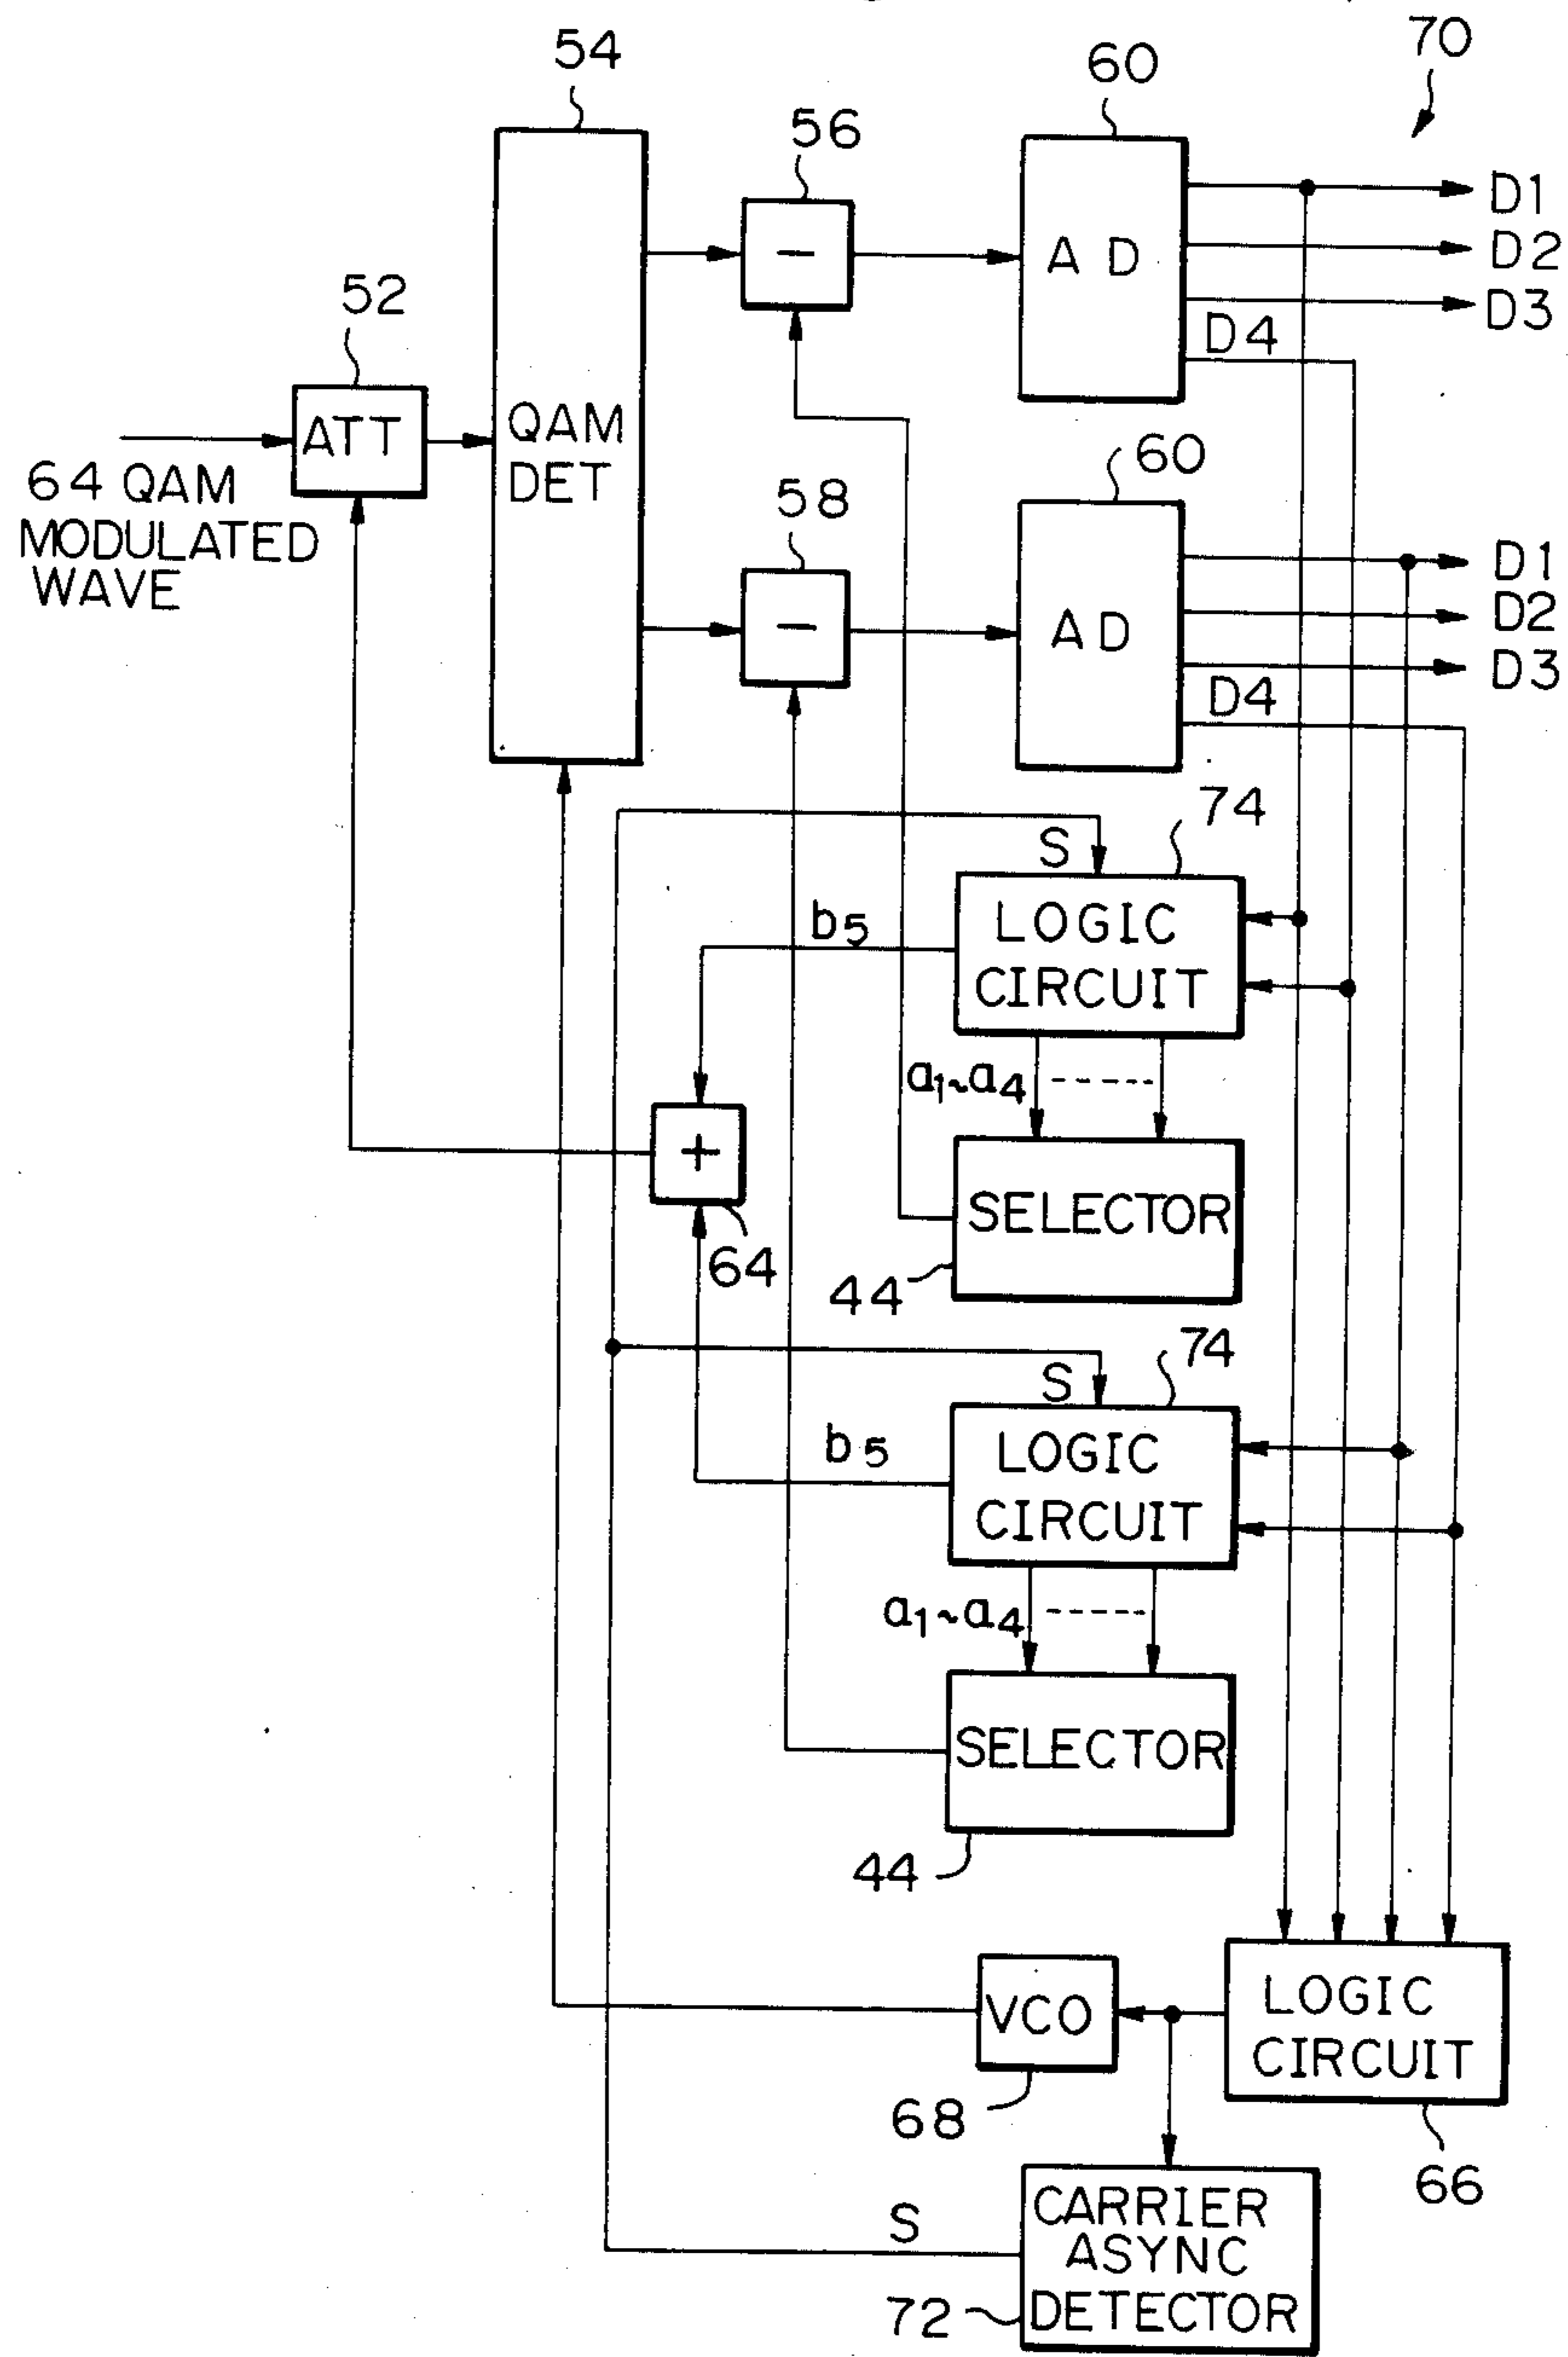 70
54
60
56
D1
D2
52
D3
D4
-
A D
ATT
QAM
DET
64 QAM
MODULATED
WAVE
60
58
D1
D2
-
A D
D3
D4
74
S
b5
LOGIC
CIRCUIT
a1~a4
+
SELECTOR
64
44
74
S
b5
LOGIC
CIRCUIT
a1~a4
SELECTOR
44
VCO
LOGIC
CIRCUIT
68
66
S
CARRIER
ASYNC
DETECTOR
72